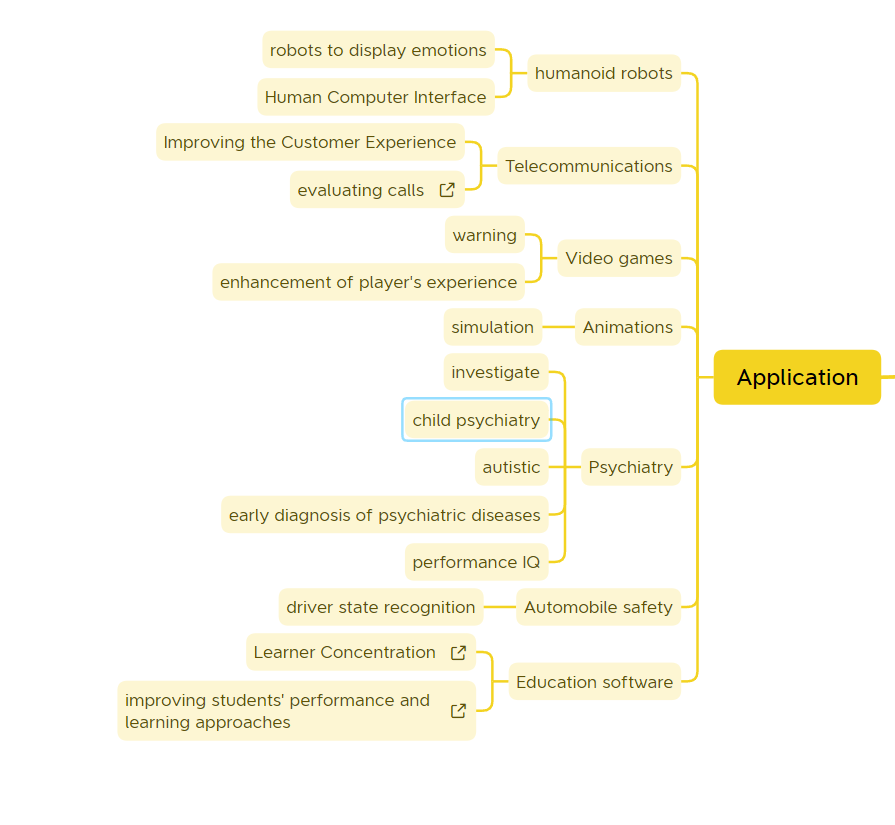 robots to display emotions
humanoid robots
Human Computer Interface
Improving the Customer Experience
Telecommunications
evaluating calls
warning
Video games
enhancement of player's experience
simulation
Animations
investigate
Application
child psychiatry
autistic
Psychiatry
early diagnosis of psychiatric diseases
performance IQ
driver state recognition
Automobile safety
Learner Concentration
Education software
improving students' performance and
learning approaches